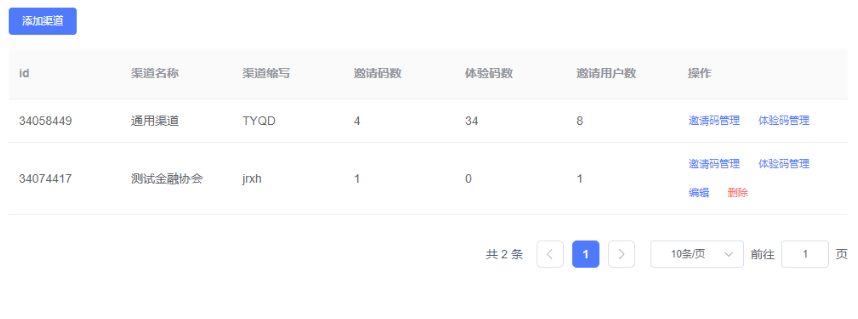 添加渠道
id 渠道名称 渠道缩写 邀请码数 体验码数 邀请用户数 操作
34058449 通用渠道 TYQD 4 34 8 邀请码管理 体验码管理
34074417 测试金融协会 jrxh 1 0 1 邀请码管理 体验码管理
编辑 删除
共 2 条 1 10条/页 前往 1 页